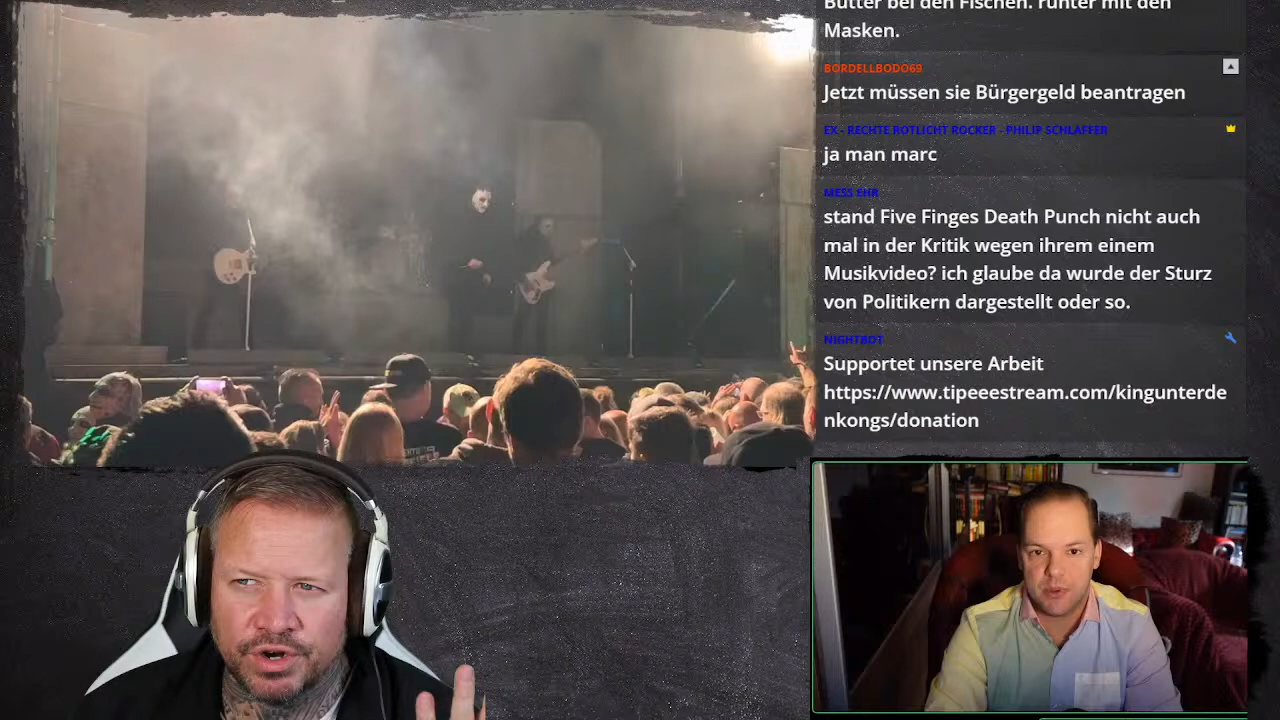 Butter bei den Fischen. runter mit den
Masken.
BORDELLBODO69
Jetzt müssen sie Bürgergeld beantragen
EX - RECHTE ROTLICHT ROCKER - PHILIP SCHLAFFER
ja man marc
MESS EHR
stand Five Finges Death Punch nicht auch
mal in der Kritik wegen ihrem einem
Musikvideo? ich glaube da wurde der Sturz
von Politikern dargestellt oder so.
NIGHTBOT
Supportet unsere Arbeit
https://www.tipeeestream.com/kingunterde
nkongs/donation